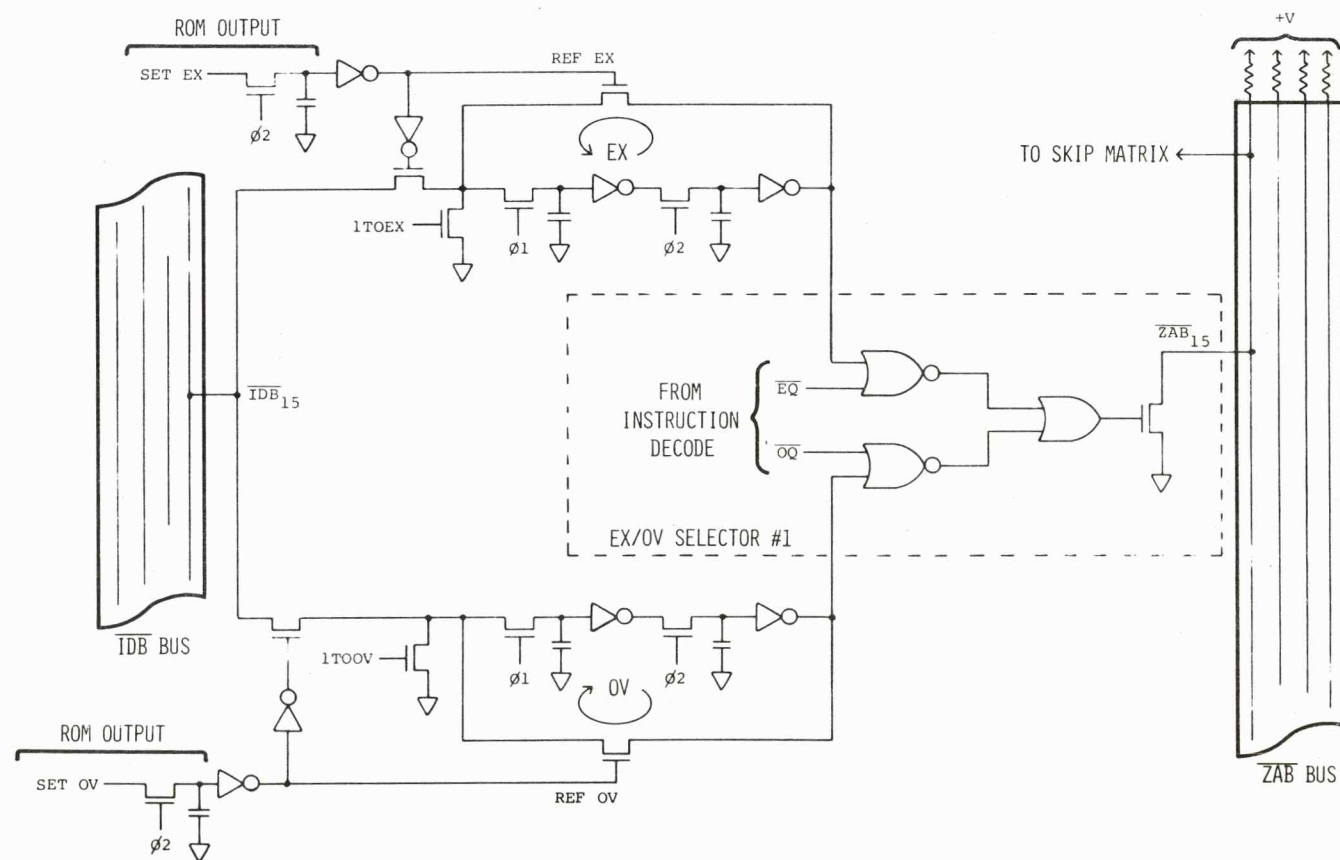 ROM OUTPUT
SET EX
Ø2
REF EX
EX
1TOEX
Ø1
Ø2
+V
TO SKIP MATRIX
IDB15
IDB BUS
FROM
INSTRUCTION
DECODE
EQ
OQ
ZAB15
EX/OV SELECTOR #1
1TOOV
Ø1
Ø2
OV
ROM OUTPUT
SET OV
Ø2
REF OV
ZAB BUS